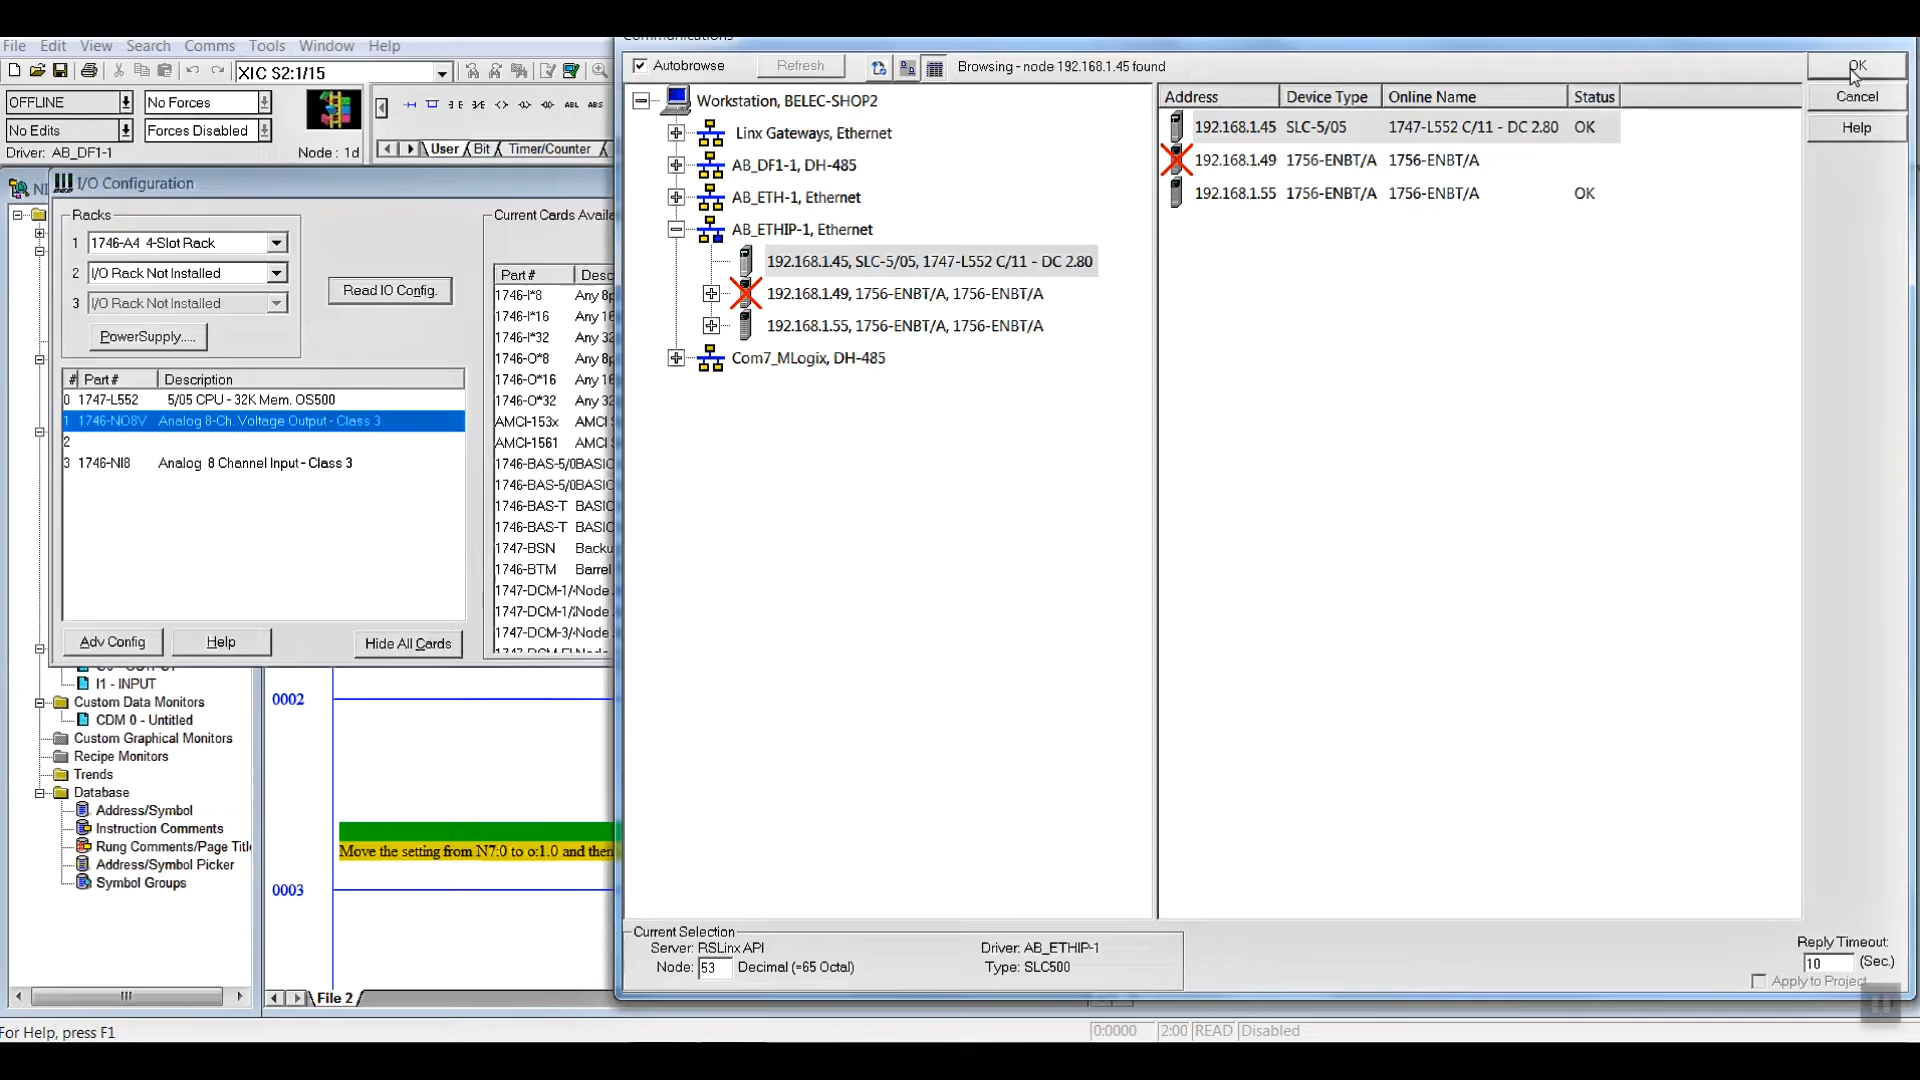 File Edit View Search Comms Tools Window Help
XIC S2:1/15
OFFLINE No Forces
No Edits Forces Disabled
Driver: AB_DF1-1 Node : 1d
User Bit Timer/Counter
I/O Configuration
Racks
1 1746-A4 4-Slot Rack
2 I/O Rack Not Installed
3 I/O Rack Not Installed
Read IO Config.
PowerSupply....
# Part # Description
0 1747-L552 5/05 CPU - 32K Mem. OS500
1 1746-NO8V Analog 8-Ch. Voltage Output - Class 3
2
3 1746-NI8 Analog 8 Channel Input - Class 3
Adv Config Help Hide All Cards
Current Cards Availa
Part # Desc
1746-I*8 Any 8p
1746-I*16 Any 16
1746-I*32 Any 32
1746-O*8 Any 8p
1746-O*16 Any 16
1746-O*32 Any 32
AMCI-153x AMCI
AMCI-1561 AMCI
1746-BAS-5/0 BASIC
1746-BAS-5/0 BASIC
1746-BAS-T BASIC
1746-BAS-T BASIC
1747-BSN Backu
1746-BTM Barrel
1747-DCM-1/ Node
1747-DCM-1/ Node
1747-DCM-3/ Node
I1 - INPUT
Custom Data Monitors
CDM 0 - Untitled
Custom Graphical Monitors
Recipe Monitors
Trends
Database
Address/Symbol
Instruction Comments
Rung Comments/Page Title
Address/Symbol Picker
Symbol Groups
0002
Move the setting from N7:0 to o:1.0 and then
0003
File 2
For Help, press F1
0:0000 2:00 READ Disabled
Communications
Autobrowse Refresh Browsing - node 192.168.1.45 found
Workstation, BELEC-SHOP2
Linx Gateways, Ethernet
AB_DF1-1, DH-485
AB_ETH-1, Ethernet
AB_ETHIP-1, Ethernet
192.168.1.45, SLC-5/05, 1747-L552 C/11 - DC 2.80
192.168.1.49, 1756-ENBT/A, 1756-ENBT/A
192.168.1.55, 1756-ENBT/A, 1756-ENBT/A
Com7_MLogix, DH-485
Address Device Type Online Name Status
192.168.1.45 SLC-5/05 1747-L552 C/11 - DC 2.80 OK
192.168.1.49 1756-ENBT/A 1756-ENBT/A
192.168.1.55 1756-ENBT/A 1756-ENBT/A OK
OK
Cancel
Help
Current Selection
Server: RSLinx API Driver: AB_ETHIP-1
Node: 53 Decimal (=65 Octal) Type: SLC500
Reply Timeout:
10 (Sec.)
Apply to Project